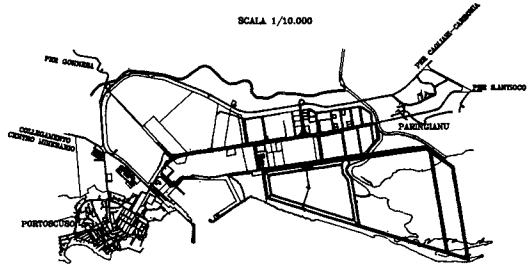 SCALA 1/10.000
PER CAGLIARI-CARBONIA
PER GONNESA
PER S.ANTIOCO
PARINGIANU
COLLEGAMENTO
CENTRO MINERARIO
PORTOSCUSO